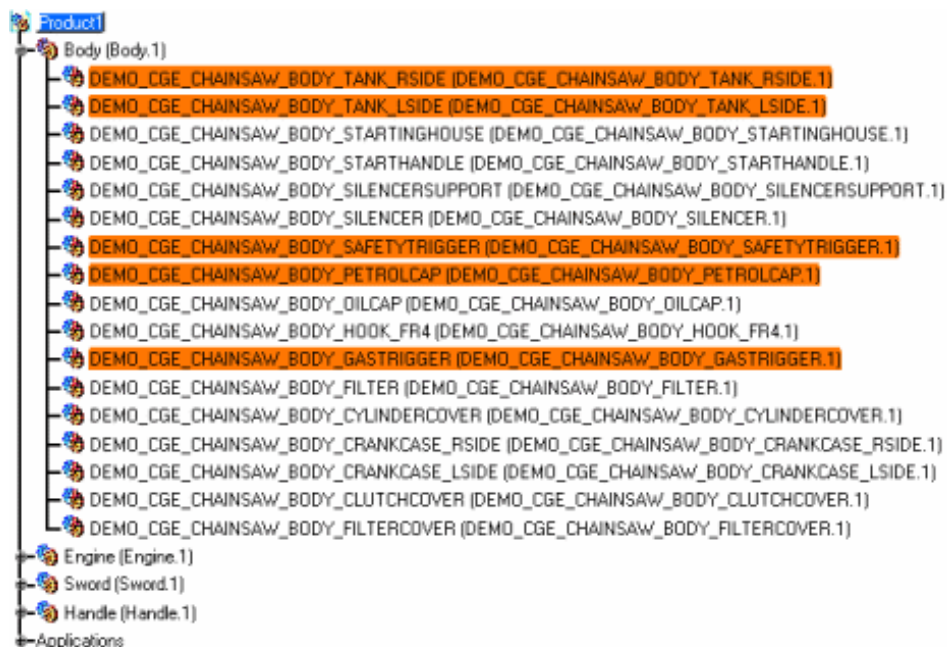 Product1
Body (Body.1)
DEMO_CGE_CHAINSAW_BODY_TANK_RSIDE (DEMO_CGE_CHAINSAW_BODY_TANK_RSIDE.1)
DEMO_CGE_CHAINSAW_BODY_TANK_LSIDE (DEMO_CGE_CHAINSAW_BODY_TANK_LSIDE.1)
DEMO_CGE_CHAINSAW_BODY_STARTINGHOUSE (DEMO_CGE_CHAINSAW_BODY_STARTINGHOUSE.1)
DEMO_CGE_CHAINSAW_BODY_STARTHANDLE (DEMO_CGE_CHAINSAW_BODY_STARTHANDLE.1)
DEMO_CGE_CHAINSAW_BODY_SILENCERSUPPORT (DEMO_CGE_CHAINSAW_BODY_SILENCERSUPPORT.1)
DEMO_CGE_CHAINSAW_BODY_SILENCER (DEMO_CGE_CHAINSAW_BODY_SILENCER.1)
DEMO_CGE_CHAINSAW_BODY_SAFETYTRIGGER (DEMO_CGE_CHAINSAW_BODY_SAFETYTRIGGER.1)
DEMO_CGE_CHAINSAW_BODY_PETROLCAP (DEMO_CGE_CHAINSAW_BODY_PETROLCAP.1)
DEMO_CGE_CHAINSAW_BODY_OILCAP (DEMO_CGE_CHAINSAW_BODY_OILCAP.1)
DEMO_CGE_CHAINSAW_BODY_HOOK_FR4 (DEMO_CGE_CHAINSAW_BODY_HOOK_FR4.1)
DEMO_CGE_CHAINSAW_BODY_GASTRIGGER (DEMO_CGE_CHAINSAW_BODY_GASTRIGGER.1)
DEMO_CGE_CHAINSAW_BODY_FILTER (DEMO_CGE_CHAINSAW_BODY_FILTER.1)
DEMO_CGE_CHAINSAW_BODY_CYLINDERCOVER (DEMO_CGE_CHAINSAW_BODY_CYLINDERCOVER.1)
DEMO_CGE_CHAINSAW_BODY_CRANKCASE_RSIDE (DEMO_CGE_CHAINSAW_BODY_CRANKCASE_RSIDE.1)
DEMO_CGE_CHAINSAW_BODY_CRANKCASE_LSIDE (DEMO_CGE_CHAINSAW_BODY_CRANKCASE_LSIDE.1)
DEMO_CGE_CHAINSAW_BODY_CLUTCHCOVER (DEMO_CGE_CHAINSAW_BODY_CLUTCHCOVER.1)
DEMO_CGE_CHAINSAW_BODY_FILTERCOVER (DEMO_CGE_CHAINSAW_BODY_FILTERCOVER.1)
Engine (Engine.1)
Sword (Sword.1)
Handle (Handle.1)
Applications